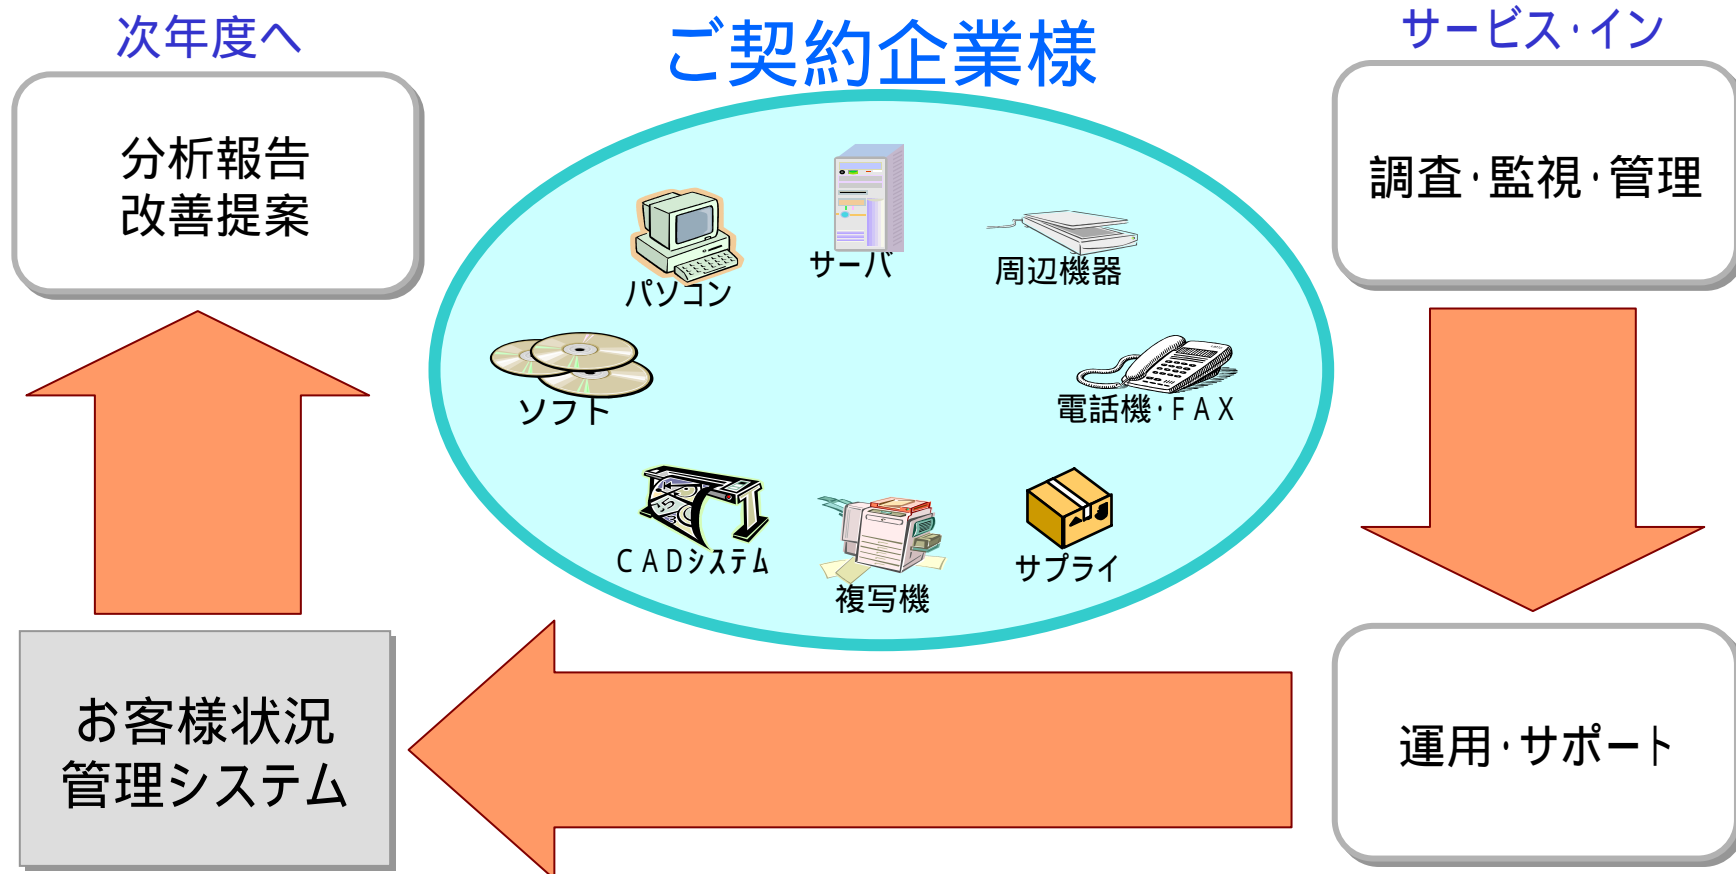 次年度へ
ご契約企業様
サービス・イン
分析報告
改善提案
調査・監視・管理
パソコン
サーバ
周辺機器
ソフト
電話機・FAX
CADシステム
複写機
サプライ
お客様状況
管理システム
運用・サポート